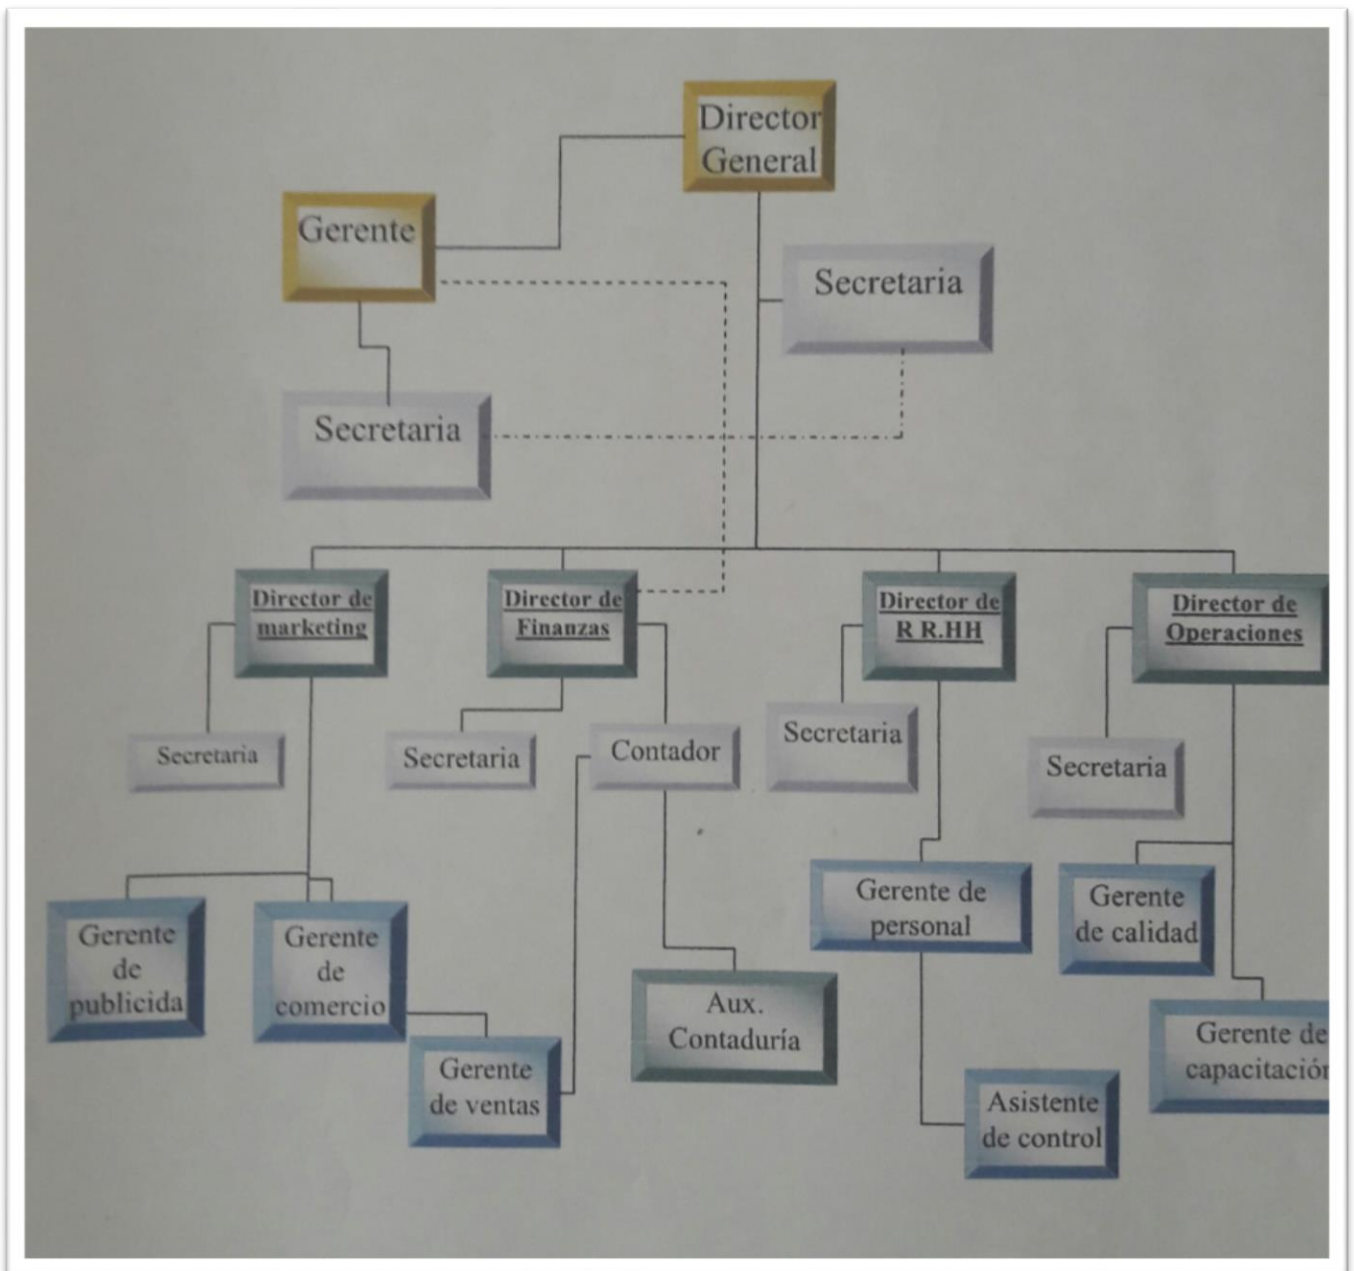 Director
General
Gerente
Secretaria
Secretaria
Director de
marketing
Director de
Finanzas
Director de
R R.HH
Director de
Operaciones
Secretaria
Secretaria
Contador
Secretaria
Secretaria
Gerente
de
publicida
Gerente
de
comercio
Gerente
de ventas
Aux.
Contaduría
Gerente de
personal
Asistente
de control
Gerente
de calidad
Gerente de
capacitación